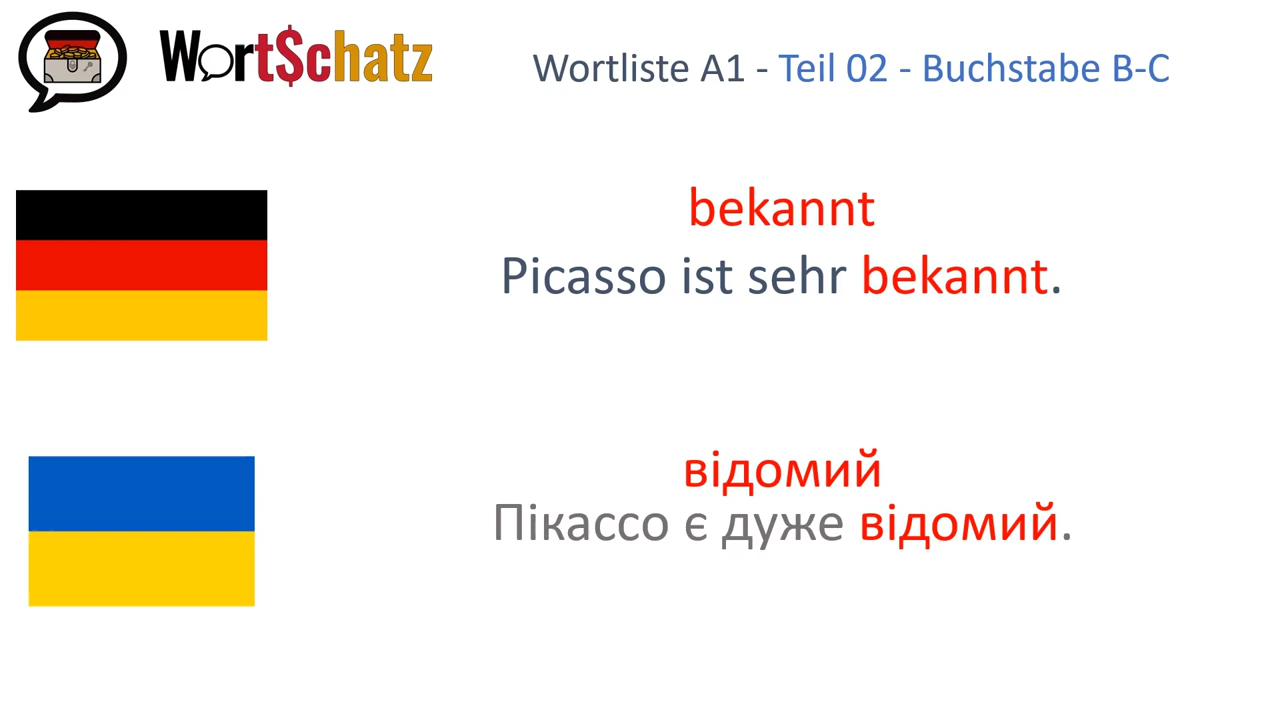 WortSchatz
Wortliste A1 - Teil 02 - Buchstabe B-C
bekannt
Picasso ist sehr bekannt.
відомий
Пікассо є дуже відомий.